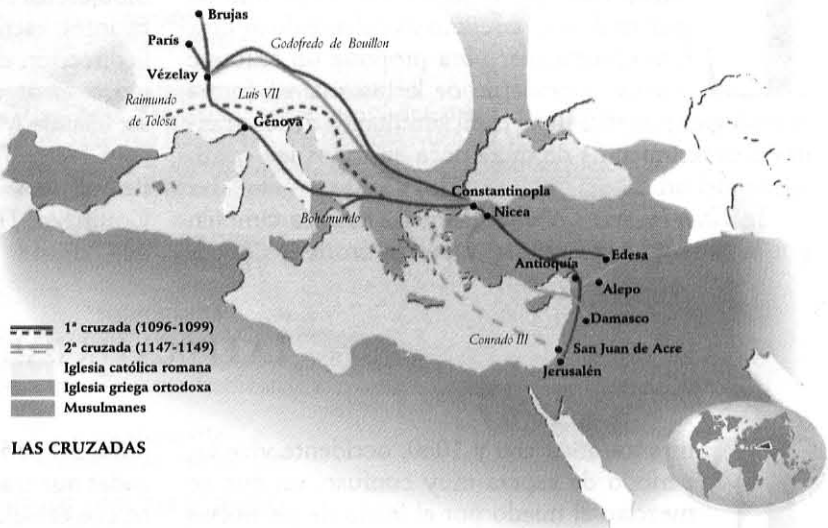 Brujas
París
Godofredo de Bouillon
Vézelay
Raimundo
de Tolosa
Luis VII
Génova
Constantinopla
Nicea
Bohemundo
Edesa
Antioquía
Alepo
Damasco
Conrado III
San Juan de Acre
Jerusalén
1ª cruzada (1096-1099)
2ª cruzada (1147-1149)
Iglesia católica romana
Iglesia griega ortodoxa
Musulmanes
LAS CRUZADAS